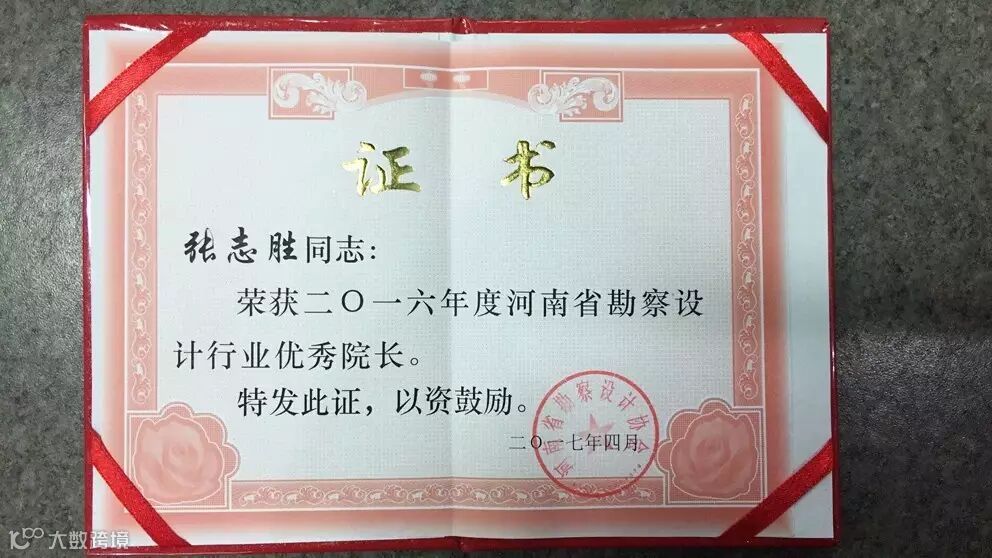 证 书
张志胜同志：
荣获二〇一六年度河南省勘察设
计行业优秀院长。
特发此证，以资鼓励。
河南省勘察设计协会
二〇一七年四月
大数跨境